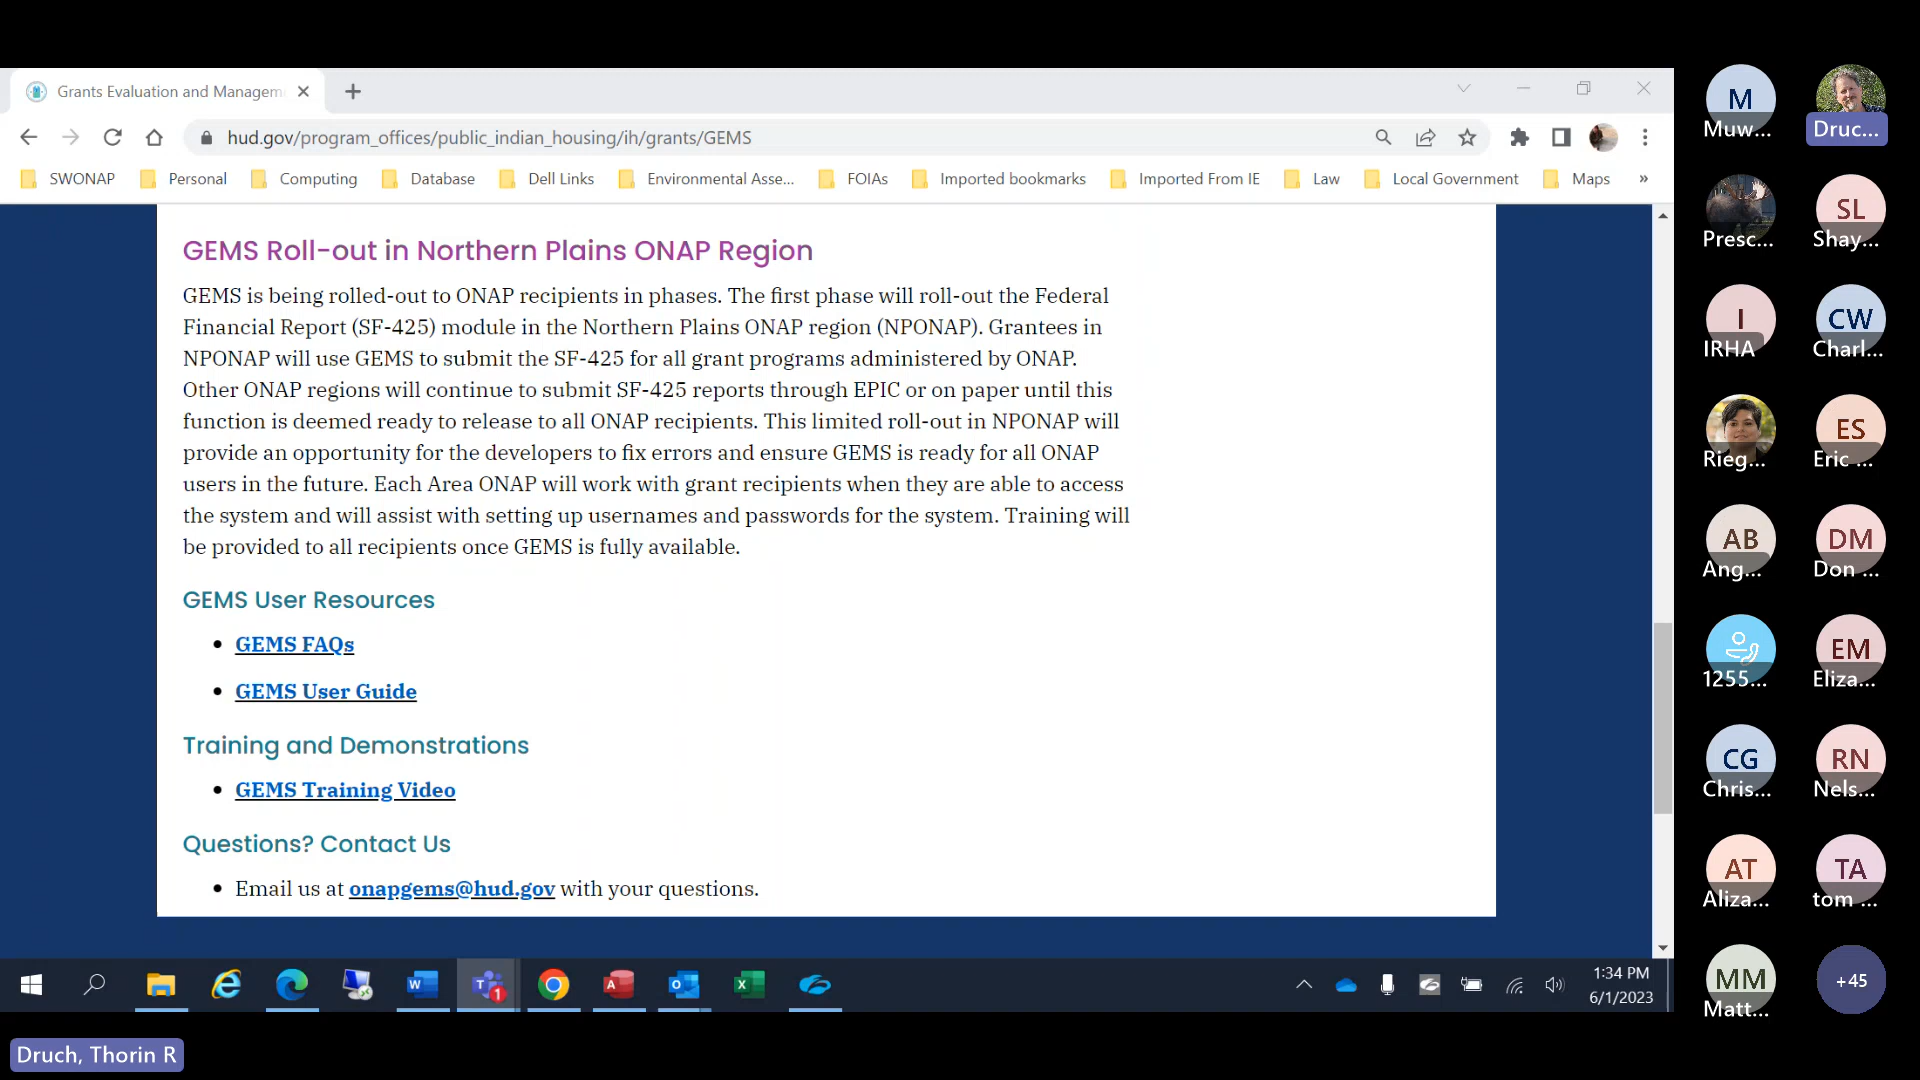 Grants Evaluation and Managem
hud.gov/program_offices/public_indian_housing/ih/grants/GEMS
SWONAP Personal Computing Database Dell Links Environmental Asse... FOIAs Imported bookmarks Imported From IE Law Local Government Maps »
GEMS Roll-out in Northern Plains ONAP Region
GEMS is being rolled-out to ONAP recipients in phases. The first phase will roll-out the Federal
Financial Report (SF-425) module in the Northern Plains ONAP region (NPONAP). Grantees in
NPONAP will use GEMS to submit the SF-425 for all grant programs administered by ONAP.
Other ONAP regions will continue to submit SF-425 reports through EPIC or on paper until this
function is deemed ready to release to all ONAP recipients. This limited roll-out in NPONAP will
provide an opportunity for the developers to fix errors and ensure GEMS is ready for all ONAP
users in the future. Each Area ONAP will work with grant recipients when they are able to access
the system and will assist with setting up usernames and passwords for the system. Training will
be provided to all recipients once GEMS is fully available.
GEMS User Resources
• GEMS FAQs
• GEMS User Guide
Training and Demonstrations
• GEMS Training Video
Questions? Contact Us
• Email us at onapgems@hud.gov with your questions.
1:34 PM
6/1/2023
Druch, Thorin R
M
Muw...
Druc...
Presc...
SL
Shay...
I
IRHA
CW
Charl...
Rieg...
ES
Eric ...
AB
Ang...
DM
Don ...
1255...
EM
Eliza...
CG
Chris...
RN
Nels...
AT
Aliza...
TA
tom ...
MM
Matt...
+45